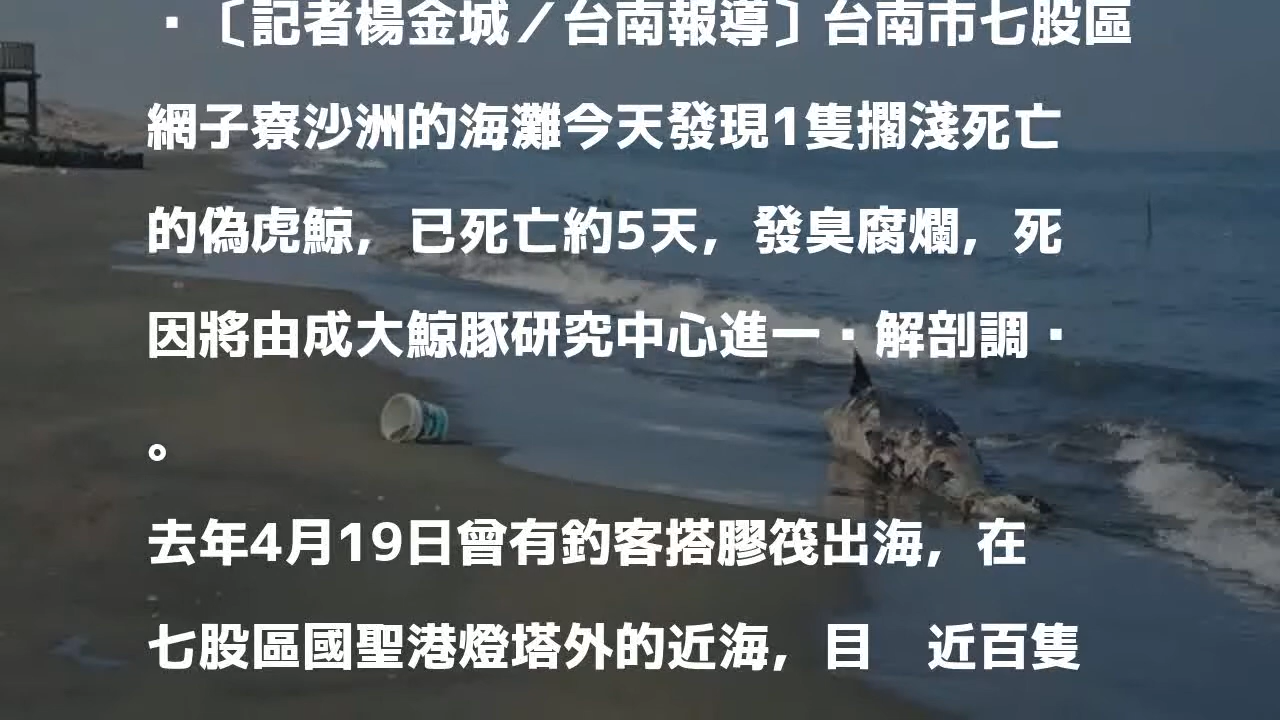 ▪〔記者楊金城／台南報導〕台南市七股區
網子寮沙洲的海灘今天發現1隻擱淺死亡
的偽虎鯨，已死亡約5天，發臭腐爛，死
因將由成大鯨豚研究中心進一▪解剖調▪
。
去年4月19日曾有釣客搭膠筏出海，在
七股區國聖港燈塔外的近海，目　近百隻